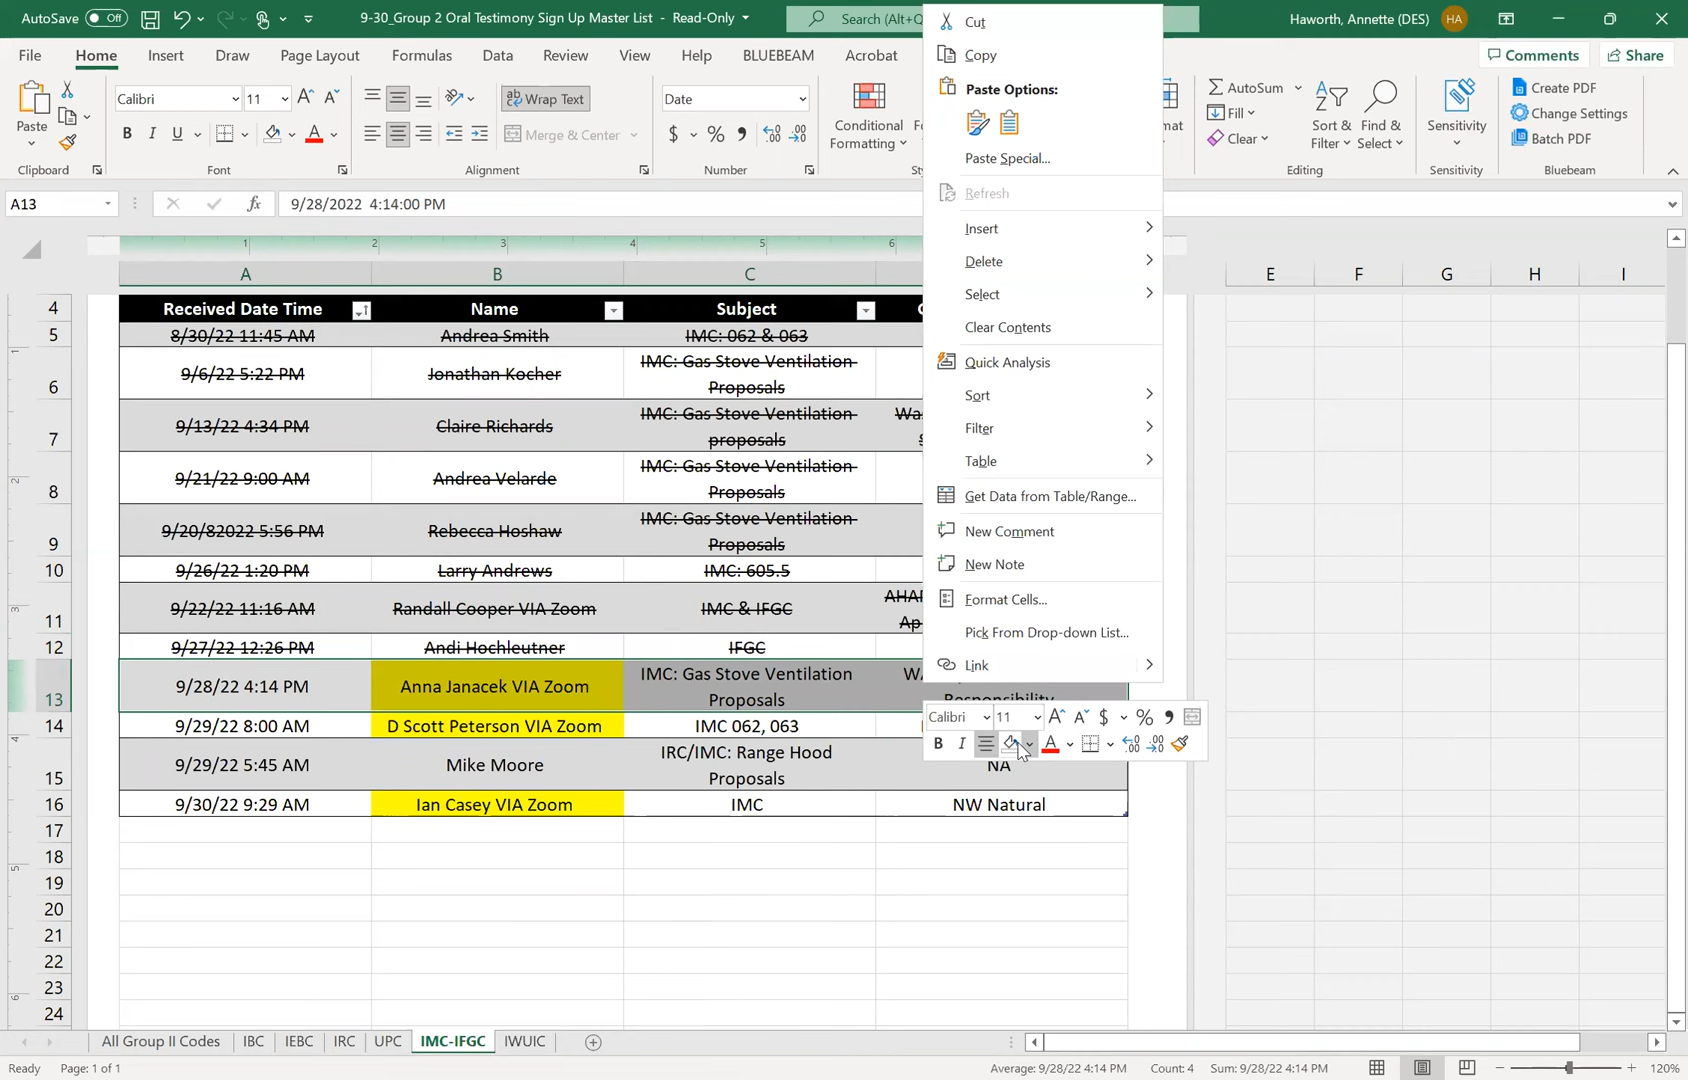 AutoSave Off 9-30_Group 2 Oral Testimony Sign Up Master List - Read-Only Search (Alt+Q Haworth, Annette (DES) HA
File Home Insert Draw Page Layout Formulas Data Review View Help BLUEBEAM Acrobat Comments Share
Paste Calibri 11 Wrap Text Date Conditional Formatting AutoSum Fill Clear Sort & Filter Find & Select Sensitivity Create PDF Change Settings Batch PDF
B I U A Merge & Center $ % 9
Clipboard Font Alignment Number Editing Sensitivity Bluebeam
A13 fx 9/28/2022 4:14:00 PM
1 2 3 4 5 6
A B C E F G H I
4 Received Date Time Name Subject
5 8/30/22 11:45 AM Andrea Smith IMC: 062 & 063
6 9/6/22 5:22 PM Jonathan Kocher IMC: Gas Stove Ventilation
Proposals
7 9/13/22 4:34 PM Claire Richards IMC: Gas Stove Ventilation
proposals
8 9/21/22 9:00 AM Andrea Velarde IMC: Gas Stove Ventilation
Proposals
9 9/20/82022 5:56 PM Rebecca Hoshaw IMC: Gas Stove Ventilation
Proposals
10 9/26/22 1:20 PM Larry Andrews IMC: 605.5
11 9/22/22 11:16 AM Randall Cooper VIA Zoom IMC & IFGC
12 9/27/22 12:26 PM Andi Hochleutner IFGC
13 9/28/22 4:14 PM Anna Janacek VIA Zoom IMC: Gas Stove Ventilation
Proposals Responsibility
14 9/29/22 8:00 AM D Scott Peterson VIA Zoom IMC 062, 063
15 9/29/22 5:45 AM Mike Moore IRC/IMC: Range Hood
Proposals NA
16 9/30/22 9:29 AM Ian Casey VIA Zoom IMC NW Natural
17
18
19
20
21
22
23
24
Cut
Copy
Paste Options:
Paste Special...
Refresh
Insert
Delete
Select
Clear Contents
Quick Analysis
Sort
Filter
Table
Get Data from Table/Range...
New Comment
New Note
Format Cells...
Pick From Drop-down List...
Link
Calibri 11 A A $ % 9
B I A
All Group II Codes IBC IEBC IRC UPC IMC-IFGC IWUIC
Ready Page: 1 of 1 Average: 9/28/22 4:14 PM Count: 4 Sum: 9/28/22 4:14 PM 120%